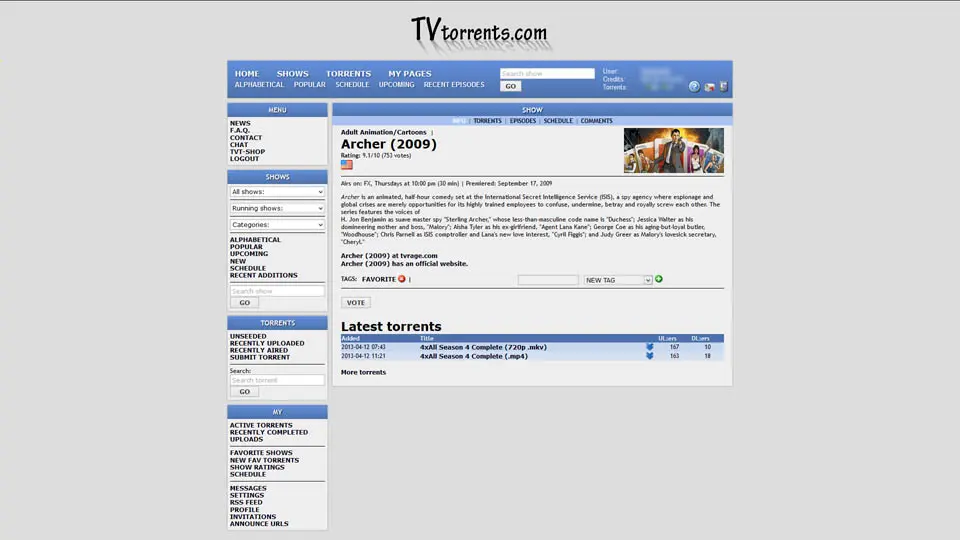 TVtorrents.com
HOME SHOWS TORRENTS MY PAGES
ALPHABETICAL POPULAR SCHEDULE UPCOMING RECENT EPISODES
Search show
GO
User:
Credits:
Torrents:
MENU
NEWS
F.A.Q.
CONTACT
CHAT
TVT-SHOP
LOGOUT
SHOWS
All shows:
Running shows:
Categories:
ALPHABETICAL
POPULAR
UPCOMING
NEW
SCHEDULE
RECENT ADDITIONS
Search show
GO
TORRENTS
UNSEEDED
RECENTLY UPLOADED
RECENTLY AIRED
SUBMIT TORRENT
Search:
Search torrent
GO
MY
ACTIVE TORRENTS
RECENTLY COMPLETED
UPLOADS
FAVORITE SHOWS
NEW FAV TORRENTS
SHOW RATINGS
SCHEDULE
MESSAGES
SETTINGS
RSS FEED
PROFILE
INVITATIONS
ANNOUNCE URLS
SHOW
INFO | TORRENTS | EPISODES | SCHEDULE | COMMENTS
Adult Animation/Cartoons |
Archer (2009)
Rating: 9.1/10 (753 votes)
Airs on: FX, Thursdays at 10:00 pm (30 min) | Premiered: September 17, 2009
Archer is an animated, half-hour comedy set at the International Secret Intelligence Service (ISIS), a spy agency where espionage and
global crises are merely opportunities for its highly trained employees to confuse, undermine, betray and royally screw each other. The
series features the voices of
H. Jon Benjamin as suave master spy "Sterling Archer," whose less-than-masculine code name is "Duchess"; Jessica Walter as his
domineering mother and boss, "Malory"; Aisha Tyler as his ex-girlfriend, "Agent Lana Kane"; George Coe as his aging-but-loyal butler,
"Woodhouse"; Chris Parnell as ISIS comptroller and Lana's new love interest, "Cyril Figgis"; and Judy Greer as Malory's lovesick secretary,
"Cheryl."
Archer (2009) at tvrage.com
Archer (2009) has an official website.
TAGS: FAVORITE | NEW TAG
VOTE
Latest torrents
Added Title UL:ers DL:ers
2013-04-12 07:43 4xAll Season 4 Complete (720p .mkv) 167 10
2013-04-12 11:21 4xAll Season 4 Complete (.mp4) 163 18
More torrents